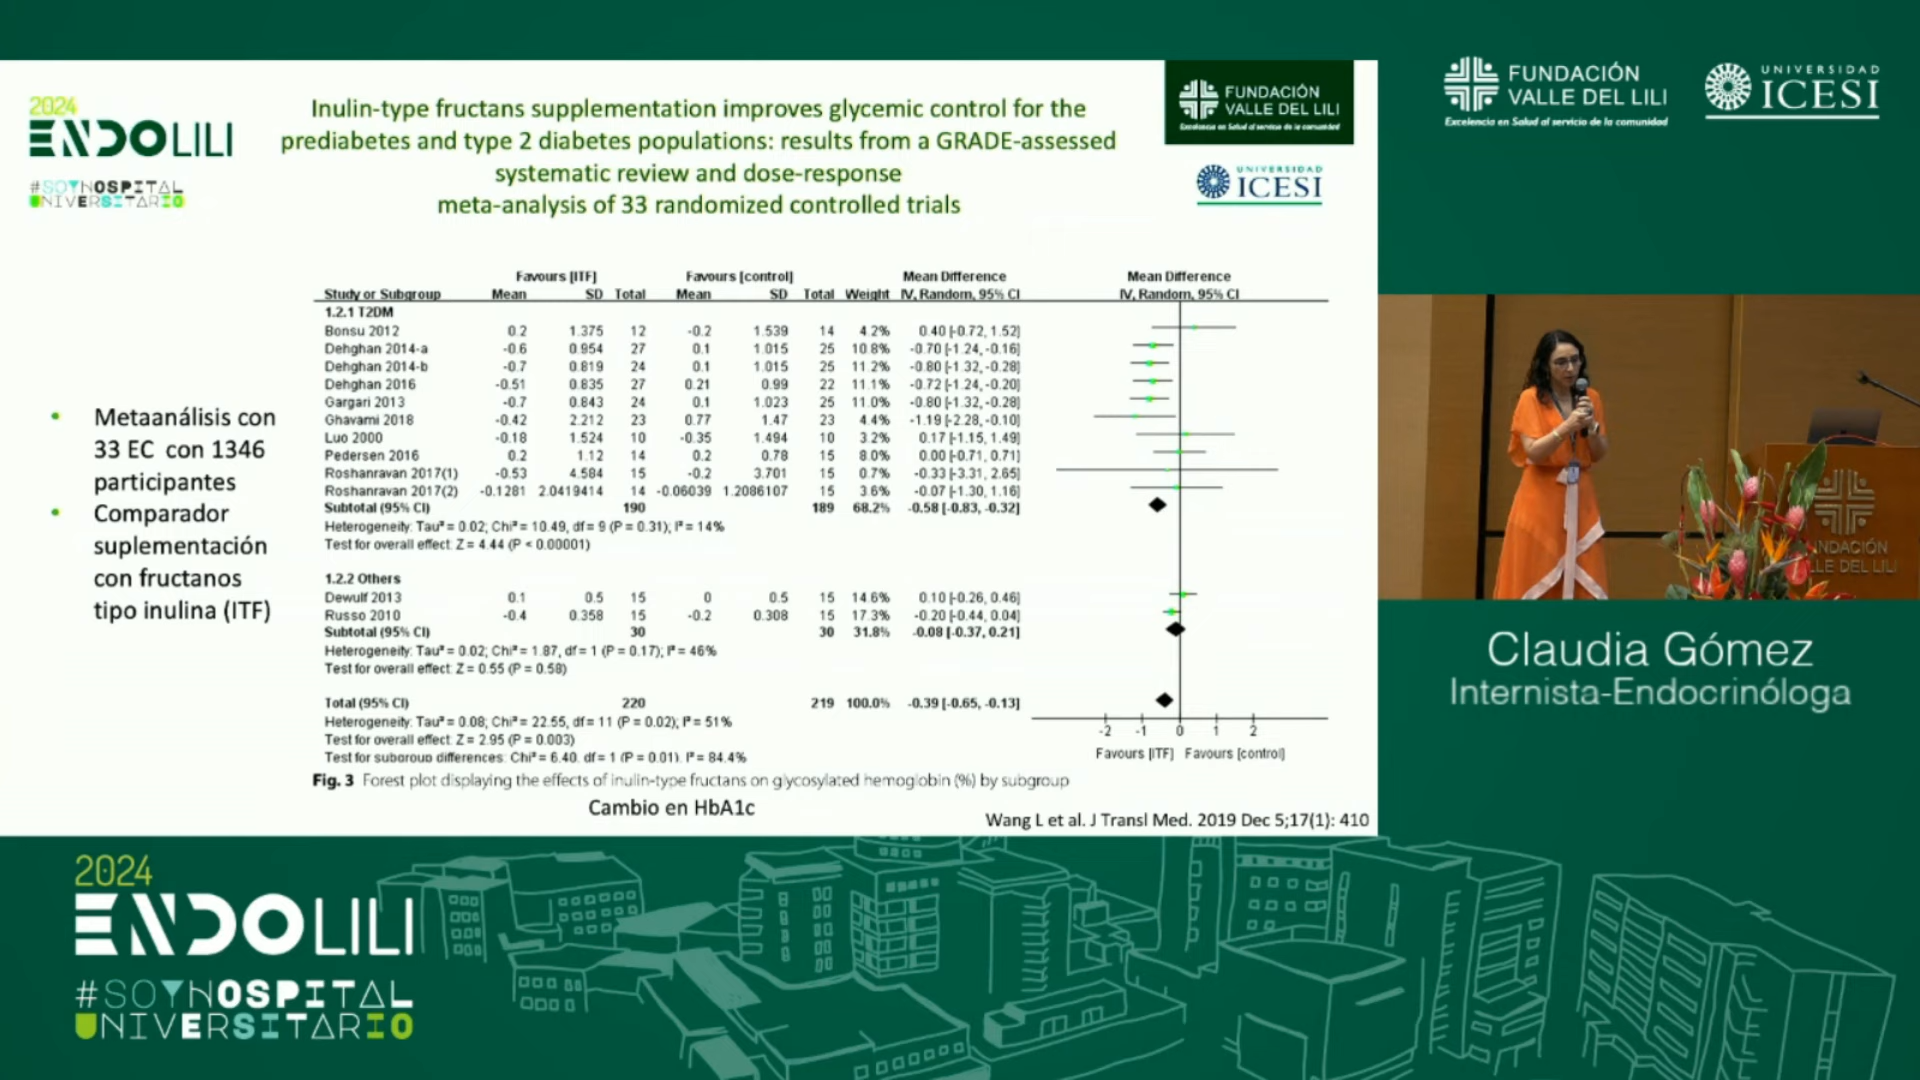 2024
ENDOLILI
#SOYHOSPITAL
UNIVERSITARIO
Inulin-type fructans supplementation improves glycemic control for the
prediabetes and type 2 diabetes populations: results from a GRADE-assessed
systematic review and dose-response
meta-analysis of 33 randomized controlled trials
FUNDACIÓN
VALLE DEL LILI
Excelencia en Salud al servicio de la comunidad
UNIVERSIDAD
ICESI
FUNDACIÓN
VALLE DEL LILI
Excelencia en Salud al servicio de la comunidad
UNIVERSIDAD
ICESI
• Metaanálisis con
33 EC con 1346
participantes
• Comparador
suplementación
con fructanos
tipo inulina (ITF)
Favours [ITF] Favours [control] Mean Difference Mean Difference
Study or Subgroup Mean SD Total Mean SD Total Weight IV, Random, 95% CI IV, Random, 95% CI
1.2.1 T2DM
Bonsu 2012 0.2 1.375 12 -0.2 1.539 14 4.2% 0.40 [-0.72, 1.52]
Dehghan 2014-a -0.6 0.954 27 0.1 1.015 25 10.8% -0.70 [-1.24, -0.16]
Dehghan 2014-b -0.7 0.819 24 0.1 1.015 25 11.2% -0.80 [-1.32, -0.28]
Dehghan 2016 -0.51 0.835 27 0.21 0.99 22 11.1% -0.72 [-1.24, -0.20]
Gargari 2013 -0.7 0.843 24 0.1 1.023 25 11.0% -0.80 [-1.32, -0.28]
Ghavami 2018 -0.42 2.212 23 0.77 1.47 23 4.4% -1.19 [-2.28, -0.10]
Luo 2000 -0.18 1.524 10 -0.35 1.494 10 3.2% 0.17 [-1.15, 1.49]
Pedersen 2016 0.2 1.12 14 0.2 0.78 15 8.0% 0.00 [-0.71, 0.71]
Roshanravan 2017(1) -0.53 4.584 15 -0.2 3.701 15 0.7% -0.33 [-3.31, 2.65]
Roshanravan 2017(2) -0.1281 2.0419414 14 -0.06039 1.2086107 15 3.6% -0.07 [-1.30, 1.16]
Subtotal (95% CI) 190 189 68.2% -0.58 [-0.83, -0.32]
Heterogeneity: Tau² = 0.02; Chi² = 10.49, df = 9 (P = 0.31); I² = 14%
Test for overall effect: Z = 4.44 (P < 0.00001)
1.2.2 Others
Dewulf 2013 0.1 0.5 15 0 0.5 15 14.6% 0.10 [-0.26, 0.46]
Russo 2010 -0.4 0.358 15 -0.2 0.308 15 17.3% -0.20 [-0.44, 0.04]
Subtotal (95% CI) 30 30 31.8% -0.08 [-0.37, 0.21]
Heterogeneity: Tau² = 0.02; Chi² = 1.87, df = 1 (P = 0.17); I² = 46%
Test for overall effect: Z = 0.55 (P = 0.58)
Total (95% CI) 220 219 100.0% -0.39 [-0.65, -0.13]
Heterogeneity: Tau² = 0.08; Chi² = 22.55, df = 11 (P = 0.02); I² = 51%
Test for overall effect: Z = 2.95 (P = 0.003)
Test for subgroup differences: Chi² = 6.40, df = 1 (P = 0.01), I² = 84.4%
-2 -1 0 1 2
Favours [ITF] Favours [control]
Fig. 3 Forest plot displaying the effects of inulin-type fructans on glycosylated hemoglobin (%) by subgroup
Cambio en HbA1c
Wang L et al. J Transl Med. 2019 Dec 5;17(1): 410
UNDACIÓN
LLE DEL LILI
Claudia Gómez
Internista-Endocrinóloga
2024
ENDOLILI
#SOYHOSPITAL
UNIVERSITARIO